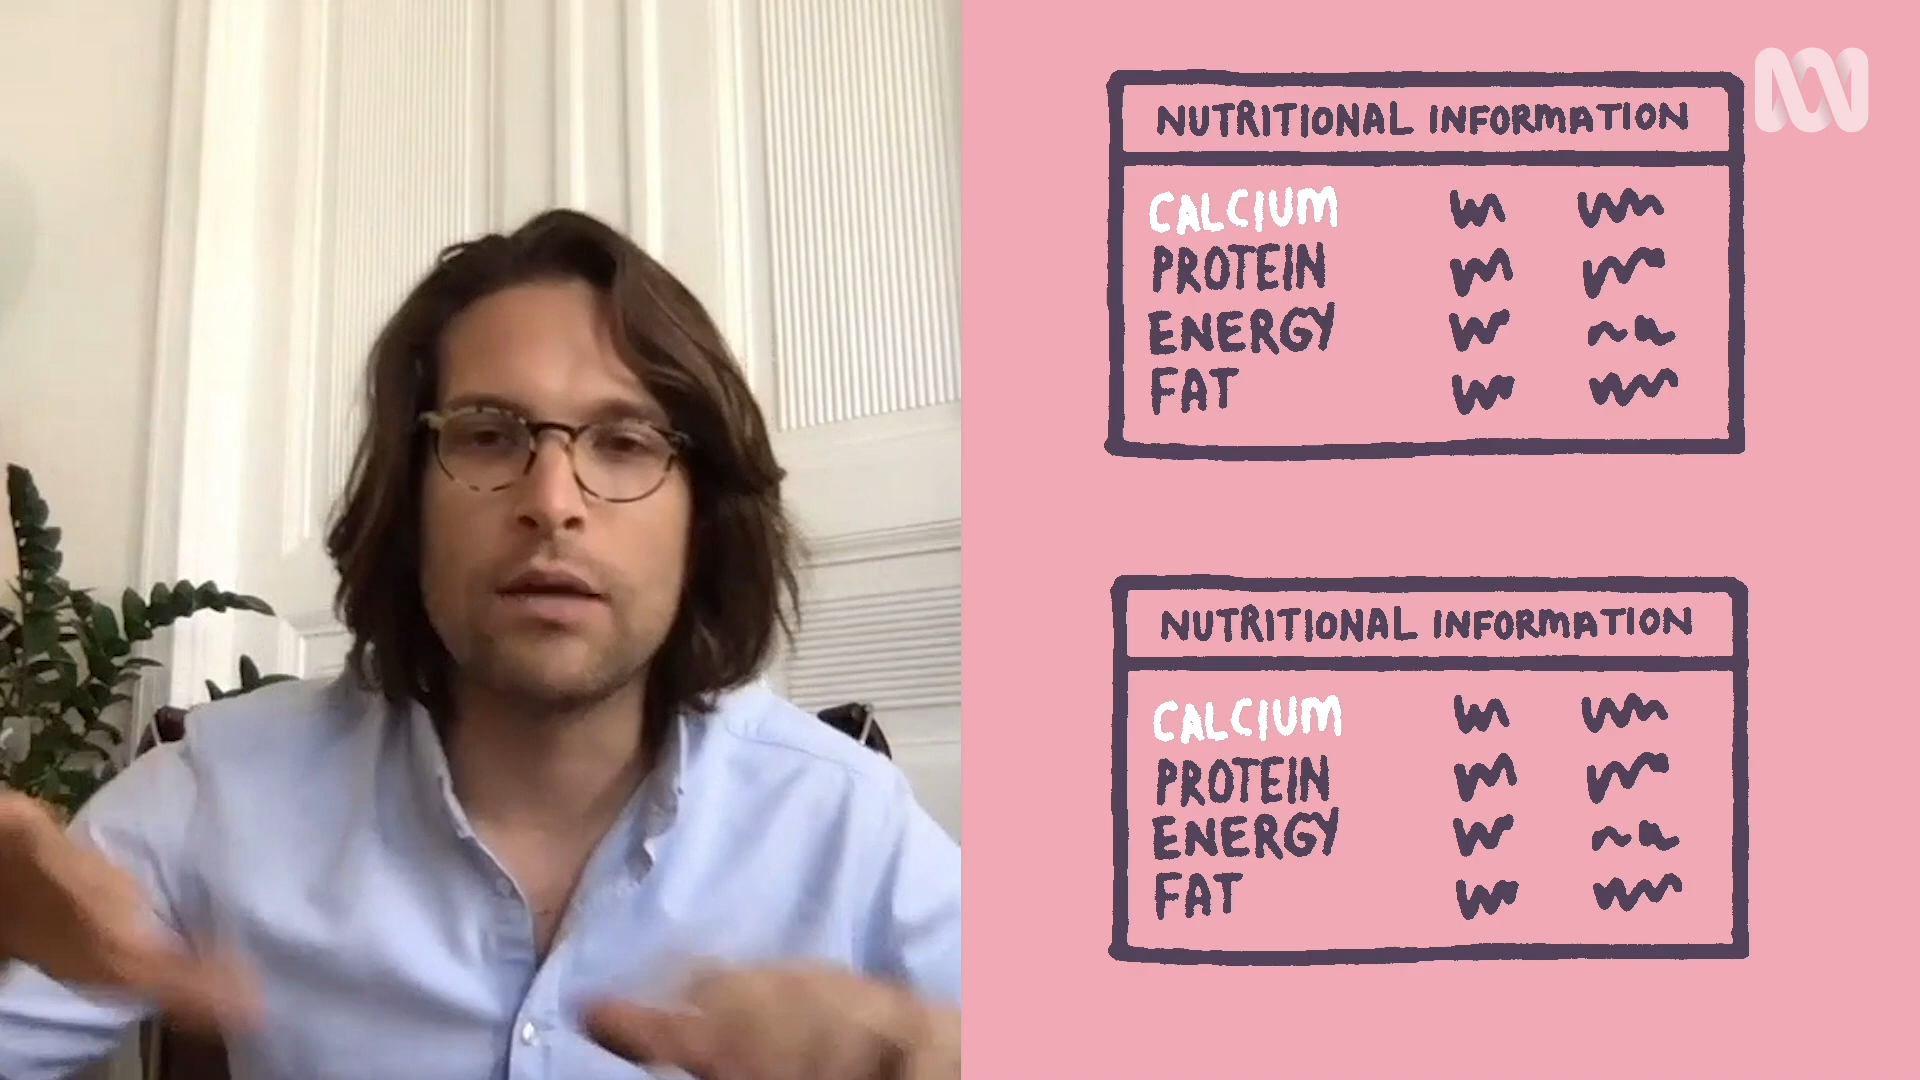 NUTRITIONAL INFORMATION
CALCIUM
PROTEIN
ENERGY
FAT
NUTRITIONAL INFORMATION
CALCIUM
PROTEIN
ENERGY
FAT